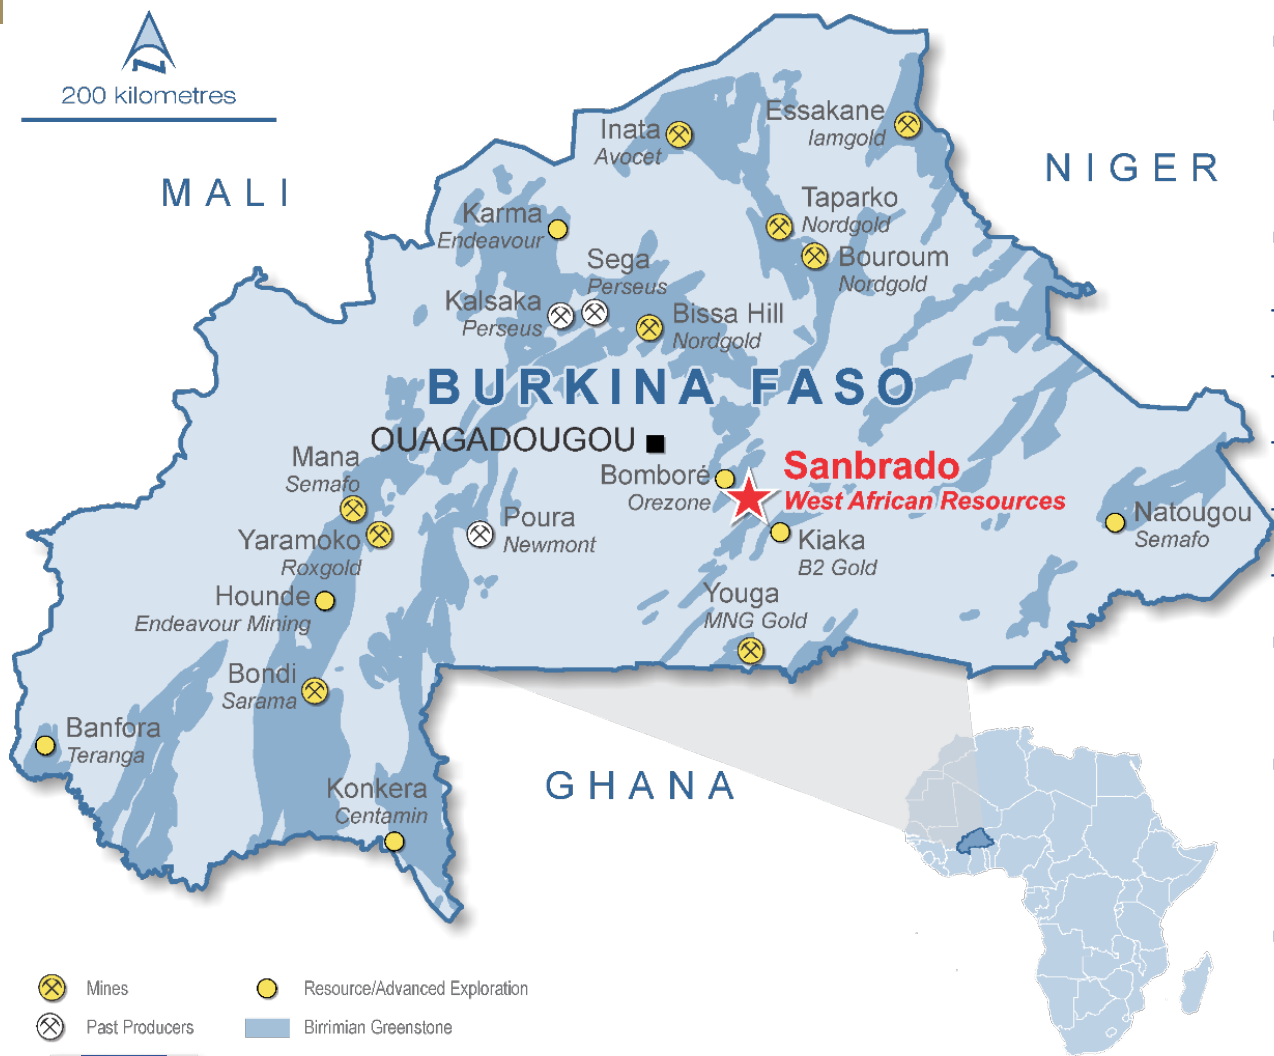 200 kilometres
MALI
NIGER
Inata
Avocet
Essakane
Iamgold
Karma
Endeavour
Taparko
Nordgold
Sega
Perseus
Bouroum
Nordgold
Kalsaka
Perseus
Bissa Hill
Nordgold
BURKINA FASO
OUAGADOUGOU
Mana
Semafo
Bomboré
Orezone
Sanbrado
West African Resources
Yaramoko
Roxgold
Poura
Newmont
Kiaka
B2 Gold
Natougou
Semafo
Hounde
Endeavour Mining
Youga
MNG Gold
Bondi
Sarama
Banfora
Teranga
GHANA
Konkera
Centamin
Mines
Resource/Advanced Exploration
Past Producers
Birrimian Greenstone